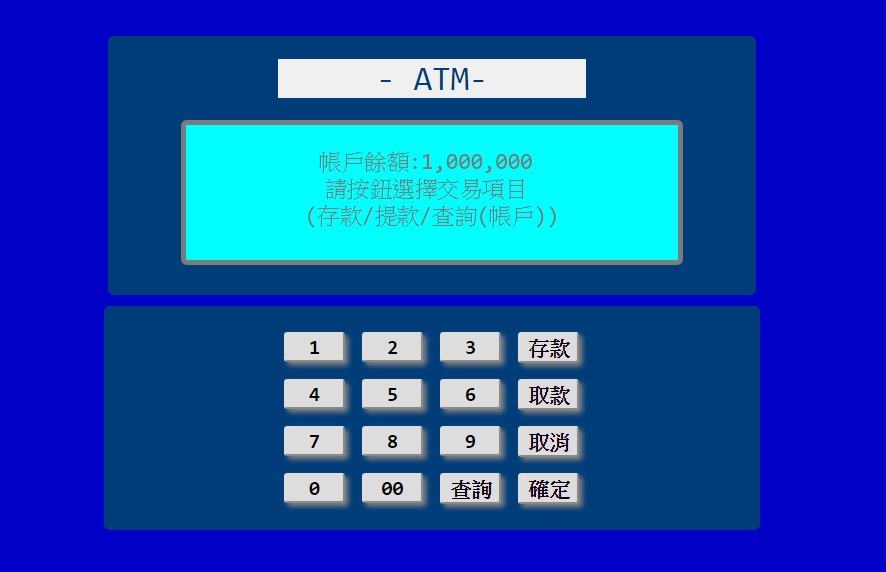 - ATM-
帳戶餘額:1,000,000
請按鈕選擇交易項目
(存款/提款/查詢(帳戶))
1 2 3 存款
4 5 6 取款
7 8 9 取消
0 00 查詢 確定